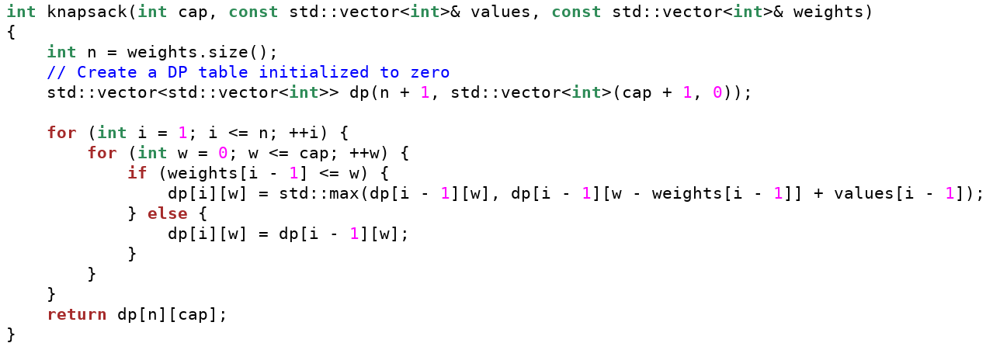 int knapsack(int cap, const std::vector<int>& values, const std::vector<int>& weights)
{
    int n = weights.size();
    // Create a DP table initialized to zero
    std::vector<std::vector<int>> dp(n + 1, std::vector<int>(cap + 1, 0));

    for (int i = 1; i <= n; ++i) {
        for (int w = 0; w <= cap; ++w) {
            if (weights[i - 1] <= w) {
                dp[i][w] = std::max(dp[i - 1][w], dp[i - 1][w - weights[i - 1]] + values[i - 1]);
            } else {
                dp[i][w] = dp[i - 1][w];
            }
        }
    }
    return dp[n][cap];
}